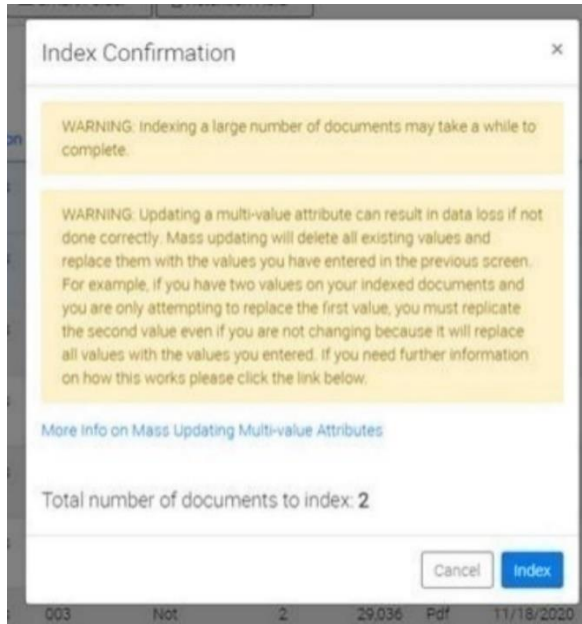 Index Confirmation ×
WARNING: Indexing a large number of documents may take a while to
complete.
WARNING: Updating a multi-value attribute can result in data loss if not
done correctly. Mass updating will delete all existing values and
replace them with the values you have entered in the previous screen.
For example, if you have two values on your indexed documents and
you are only attempting to replace the first value, you must replicate
the second value even if you are not changing because it will replace
all values with the values you entered. If you need further information
on how this works please click the link below.
More Info on Mass Updating Multi-value Attributes
Total number of documents to index: 2
Cancel Index
003 Not 2 29,036 Pdf 11/18/2020